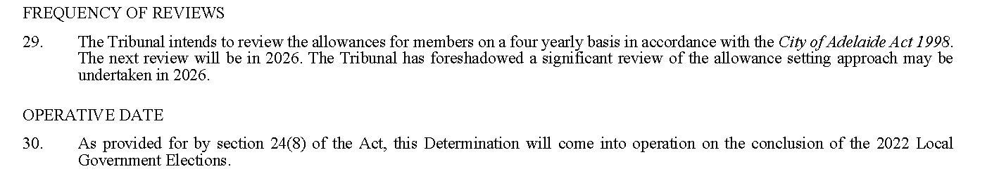 FREQUENCY OF REVIEWS
29. The Tribunal intends to review the allowances for members on a four yearly basis in accordance with the City of Adelaide Act 1998.
The next review will be in 2026. The Tribunal has foreshadowed a significant review of the allowance setting approach may be
undertaken in 2026.
OPERATIVE DATE
30. As provided for by section 24(8) of the Act, this Determination will come into operation on the conclusion of the 2022 Local
Government Elections.